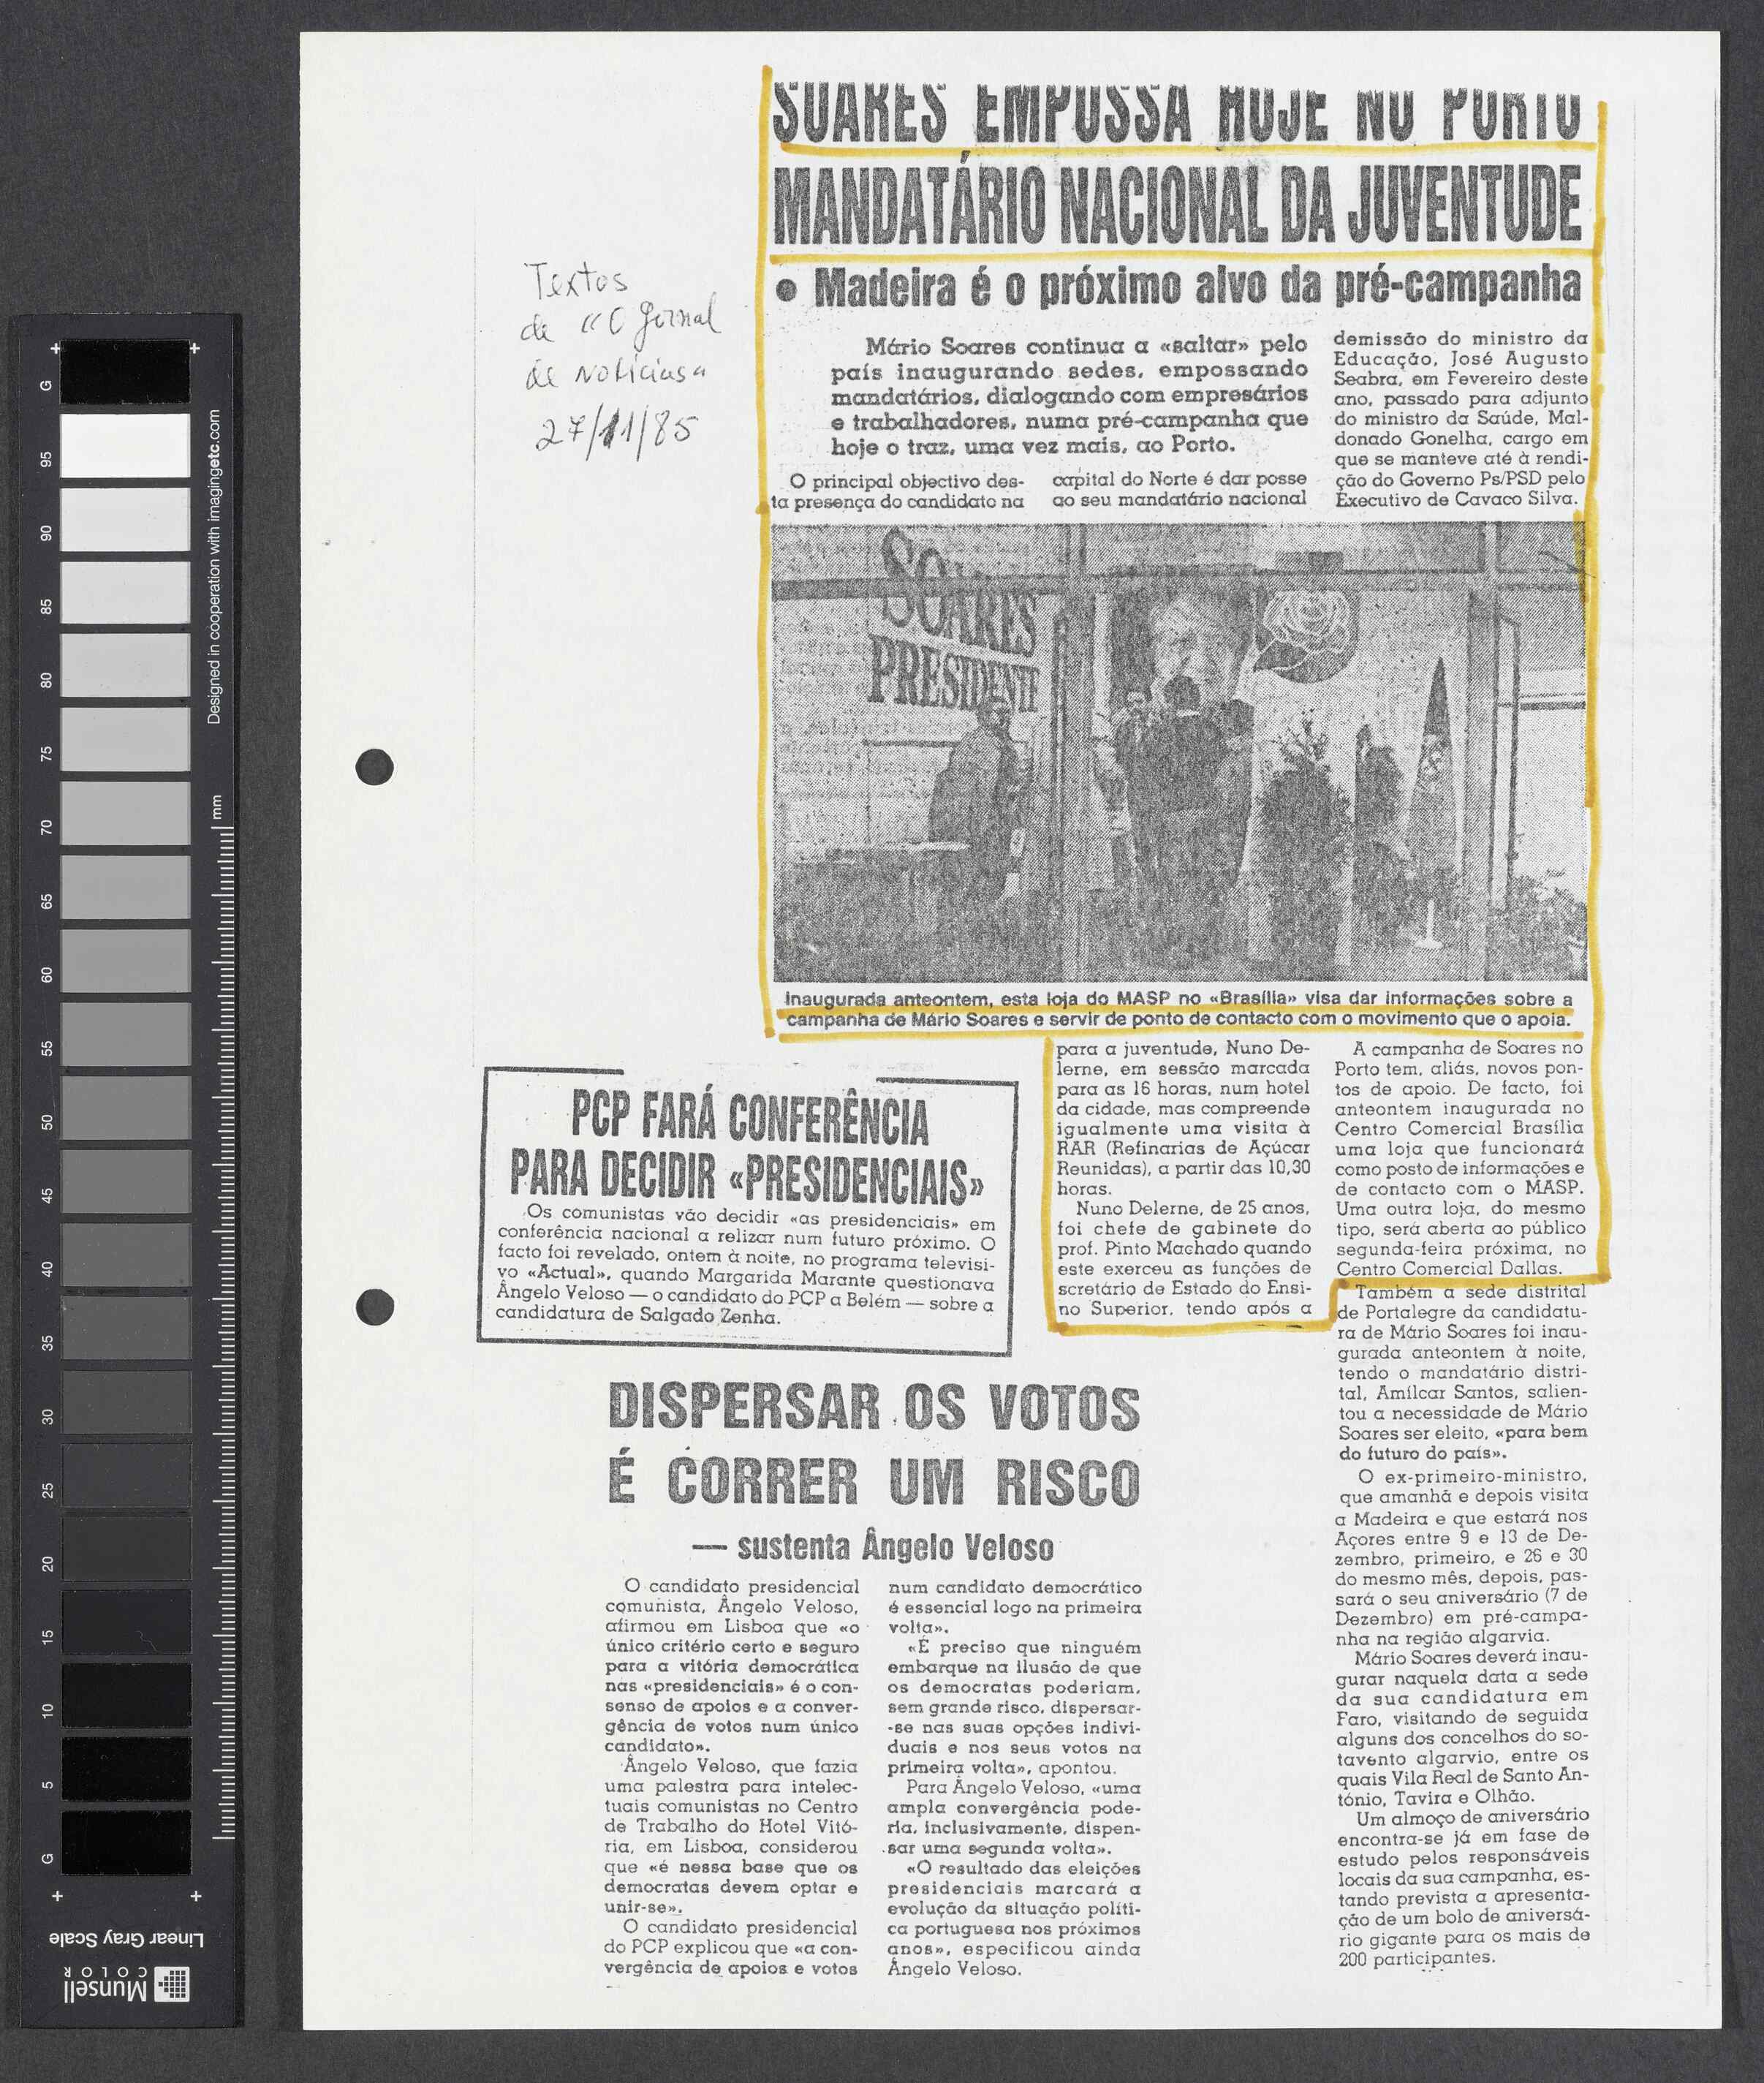 SOARES EMPOSSA HOJE NO PORTO
MANDATÁRIO NACIONAL DA JUVENTUDE
● Madeira é o próximo alvo da pré-campanha
Textos
de «O Jornal
de Notícias»
27/11/85
Mário Soares continua a «saltar» pelo
país inaugurando sedes, empossando
mandatários, dialogando com empresários
e trabalhadores, numa pré-campanha que
hoje o traz, uma vez mais, ao Porto.
O principal objectivo des-
ta presença do candidato na
capital do Norte é dar posse
ao seu mandatário nacional
SOARES
PRESIDENTE
Inaugurada anteontem, esta loja do MASP no «Brasília» visa dar informações sobre a
campanha de Mário Soares e servir de ponto de contacto com o movimento que o apoia.
para a juventude, Nuno De-
lerne, em sessão marcada
para as 16 horas, num hotel
da cidade, mas compreende
igualmente uma visita à
RAR (Refinarias de Açúcar
Reunidas), a partir das 10,30
horas.
Nuno Delerne, de 25 anos,
foi chefe de gabinete do
prof. Pinto Machado quando
este exerceu as funções de
scretário de Estado do Ensi-
no Superior, tendo após a
demissão do ministro da
Educação, José Augusto
Seabra, em Fevereiro deste
ano, passado para adjunto
do ministro da Saúde, Mal-
donado Gonelha, cargo em
que se manteve até à rendi-
ção do Governo Ps/PSD pelo
Executivo de Cavaco Silva.
A campanha de Soares no
Porto tem, aliás, novos pon-
tos de apoio. De facto, foi
anteontem inaugurada no
Centro Comercial Brasília
uma loja que funcionará
como posto de informações e
de contacto com o MASP.
Uma outra loja, do mesmo
tipo, será aberta ao público
segunda-feira próxima, no
Centro Comercial Dallas.
Também a sede distrital
de Portalegre da candidatu-
ra de Mário Soares foi inau-
gurada anteontem à noite,
tendo o mandatário distri-
tal, Amílcar Santos, salien-
tou a necessidade de Mário
Soares ser eleito, «para bem
do futuro do país».
O ex-primeiro-ministro,
que amanhã e depois visita
a Madeira e que estará nos
Açores entre 9 e 13 de De-
zembro, primeiro, e 26 e 30
do mesmo mês, depois, pas-
sará o seu aniversário (7 de
Dezembro) em pré-campa-
nha na região algarvia.
Mário Soares deverá inau-
gurar naquela data a sede
da sua candidatura em
Faro, visitando de seguida
alguns dos concelhos do so-
tavento algarvio, entre os
quais Vila Real de Santo An-
tónio, Tavira e Olhão.
Um almoço de aniversário
encontra-se já em fase de
estudo pelos responsáveis
locais da sua campanha, es-
tando prevista a apresenta-
ção de um bolo de aniversá-
rio gigante para os mais de
200 participantes.
PCP FARÁ CONFERÊNCIA
PARA DECIDIR «PRESIDENCIAIS»
Os comunistas vão decidir «as presidenciais» em
conferência nacional a relizar num futuro próximo. O
facto foi revelado, ontem à noite, no programa televisi-
vo «Actual», quando Margarida Marante questionava
Ângelo Veloso — o candidato do PCP a Belém — sobre a
candidatura de Salgado Zenha.
DISPERSAR OS VOTOS
É CORRER UM RISCO
— sustenta Ângelo Veloso
O candidato presidencial
comunista, Ângelo Veloso,
afirmou em Lisboa que «o
único critério certo e seguro
para a vitória democrática
nas «presidenciais» é o con-
senso de apoios e a conver-
gência de votos num único
candidato».
Ângelo Veloso, que fazia
uma palestra para intelec-
tuais comunistas no Centro
de Trabalho do Hotel Vitó-
ria, em Lisboa, considerou
que «é nessa base que os
democratas devem optar e
unir-se».
O candidato presidencial
do PCP explicou que «a con-
vergência de apoios e votos
num candidato democrático
é essencial logo na primeira
volta».
«É preciso que ninguém
embarque na ilusão de que
os democratas poderiam,
sem grande risco, dispersar-
-se nas suas opções indivi-
duais e nos seus votos na
primeira volta», apontou.
Para Ângelo Veloso, «uma
ampla convergência pode-
ria, inclusivamente, dispen-
sar uma segunda volta».
«O resultado das eleições
presidenciais marcará a
evolução da situação políti-
ca portuguesa nos próximos
anos», especificou ainda
Ângelo Veloso.
G
95
90
85
80
75
70
65
60
55
50
45
40
35
30
25
20
15
10
5
G
Designed in cooperation with imagingetc.com
mm
Linear Gray Scale
Munsell
COLOR